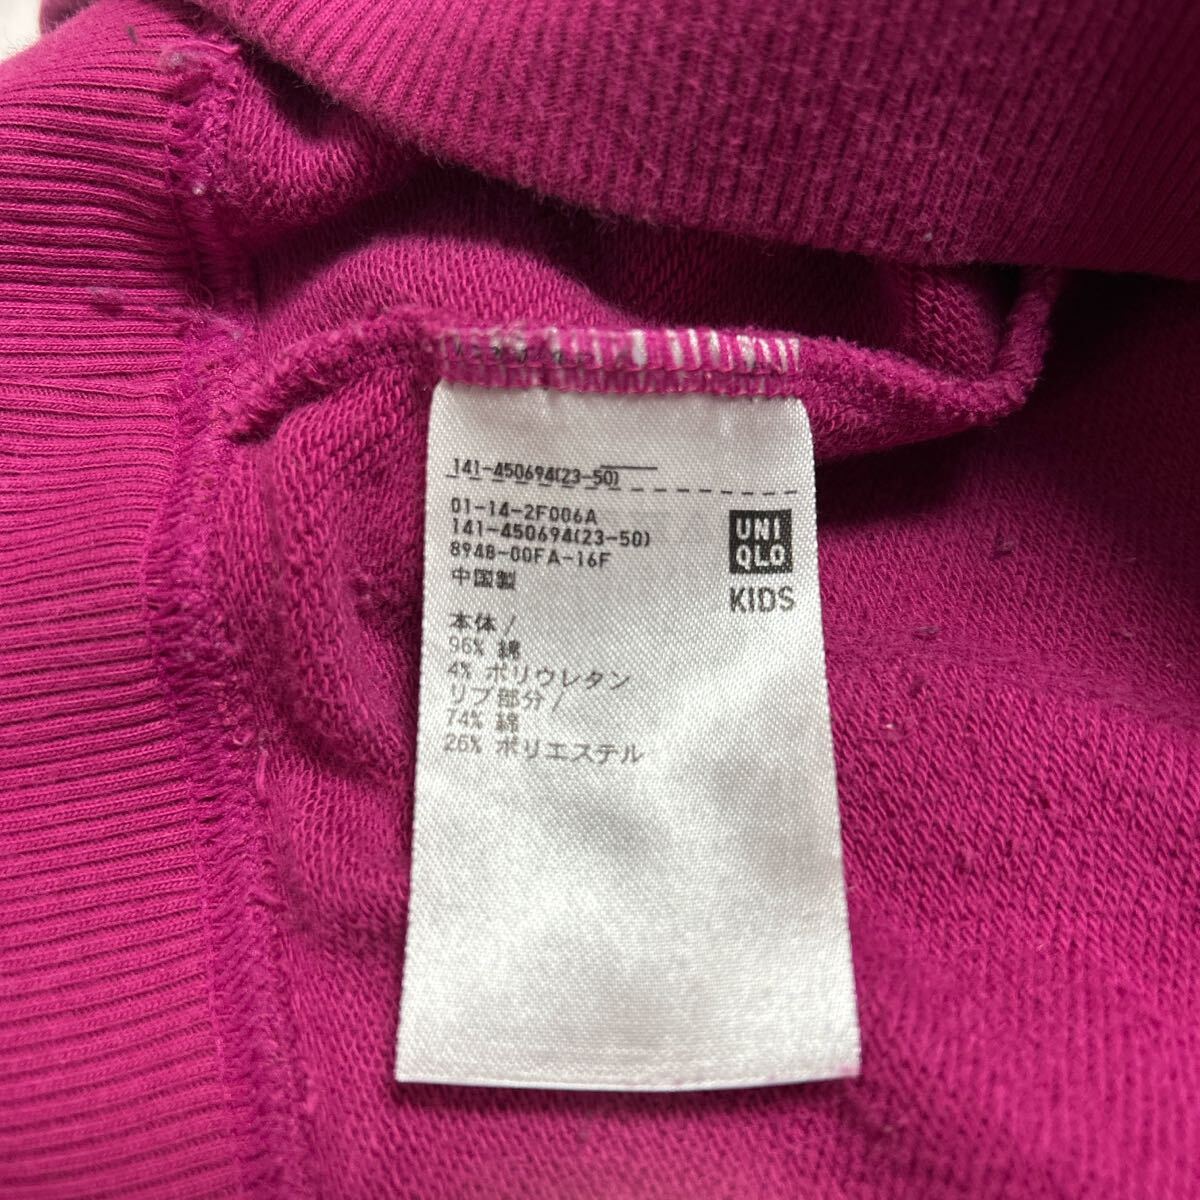 141-450694(23-50)
01-14-2F006A
141-450694(23-50)
8948-00FA-16F
中国製
UNI
QLO
KIDS
本体/
96% 綿
4% ポリウレタン
リブ部分/
74% 綿
26% ポリエステル